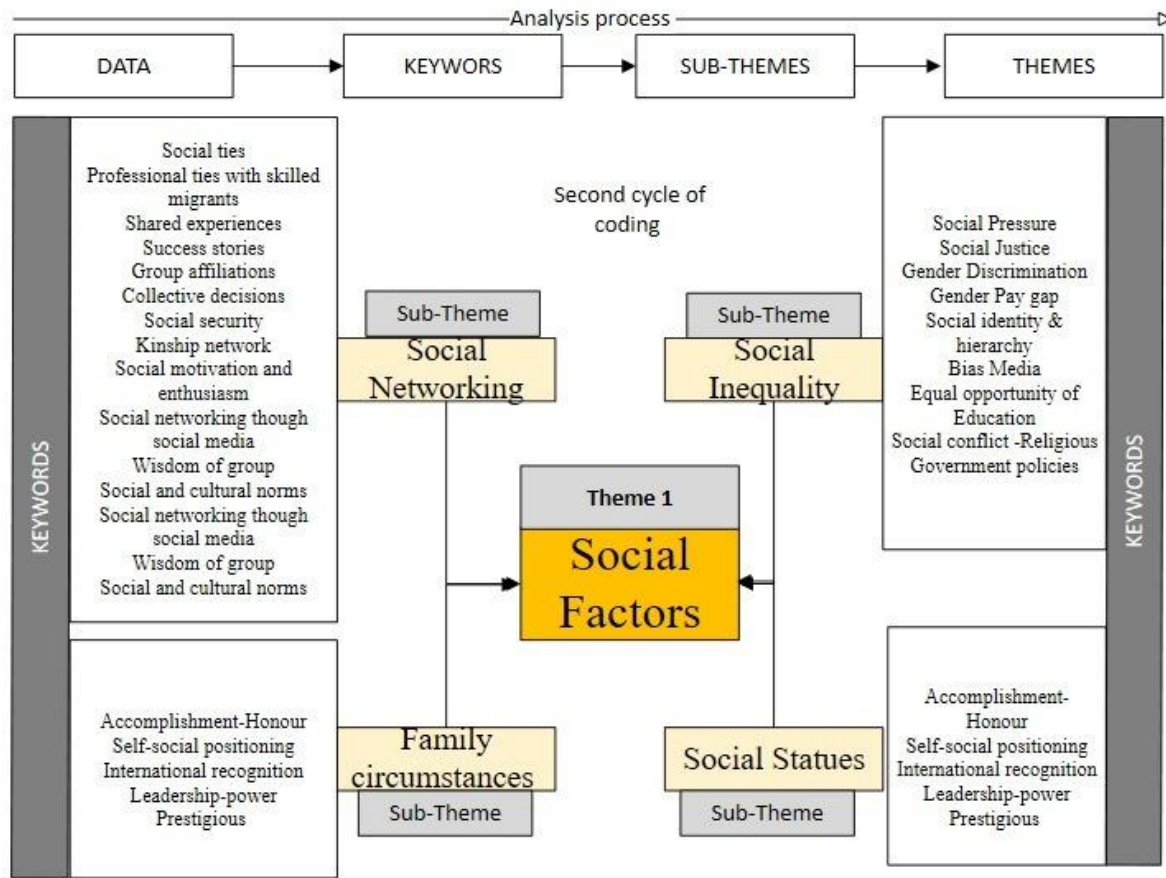 Analysis process
DATA
KEYWORS
SUB-THEMES
THEMES
KEYWORDS
Social ties
Professional ties with skilled
migrants
Shared experiences
Success stories
Group affiliations
Collective decisions
Social security
Kinship network
Social motivation and
enthusiasm
Social networking though
social media
Wisdom of group
Social and cultural norms
Social networking though
social media
Wisdom of group
Social and cultural norms
Second cycle of
coding
Sub-Theme
Social
Networking
Sub-Theme
Social
Inequality
Social Pressure
Social Justice
Gender Discrimination
Gender Pay gap
Social identity &
hierarchy
Bias Media
Equal opportunity of
Education
Social conflict -Religious
Government policies
KEYWORDS
Theme 1
Social
Factors
Accomplishment-Honour
Self-social positioning
International recognition
Leadership-power
Prestigious
Family
circumstances
Sub-Theme
Social Statues
Sub-Theme
Accomplishment-
Honour
Self-social positioning
International recognition
Leadership-power
Prestigious